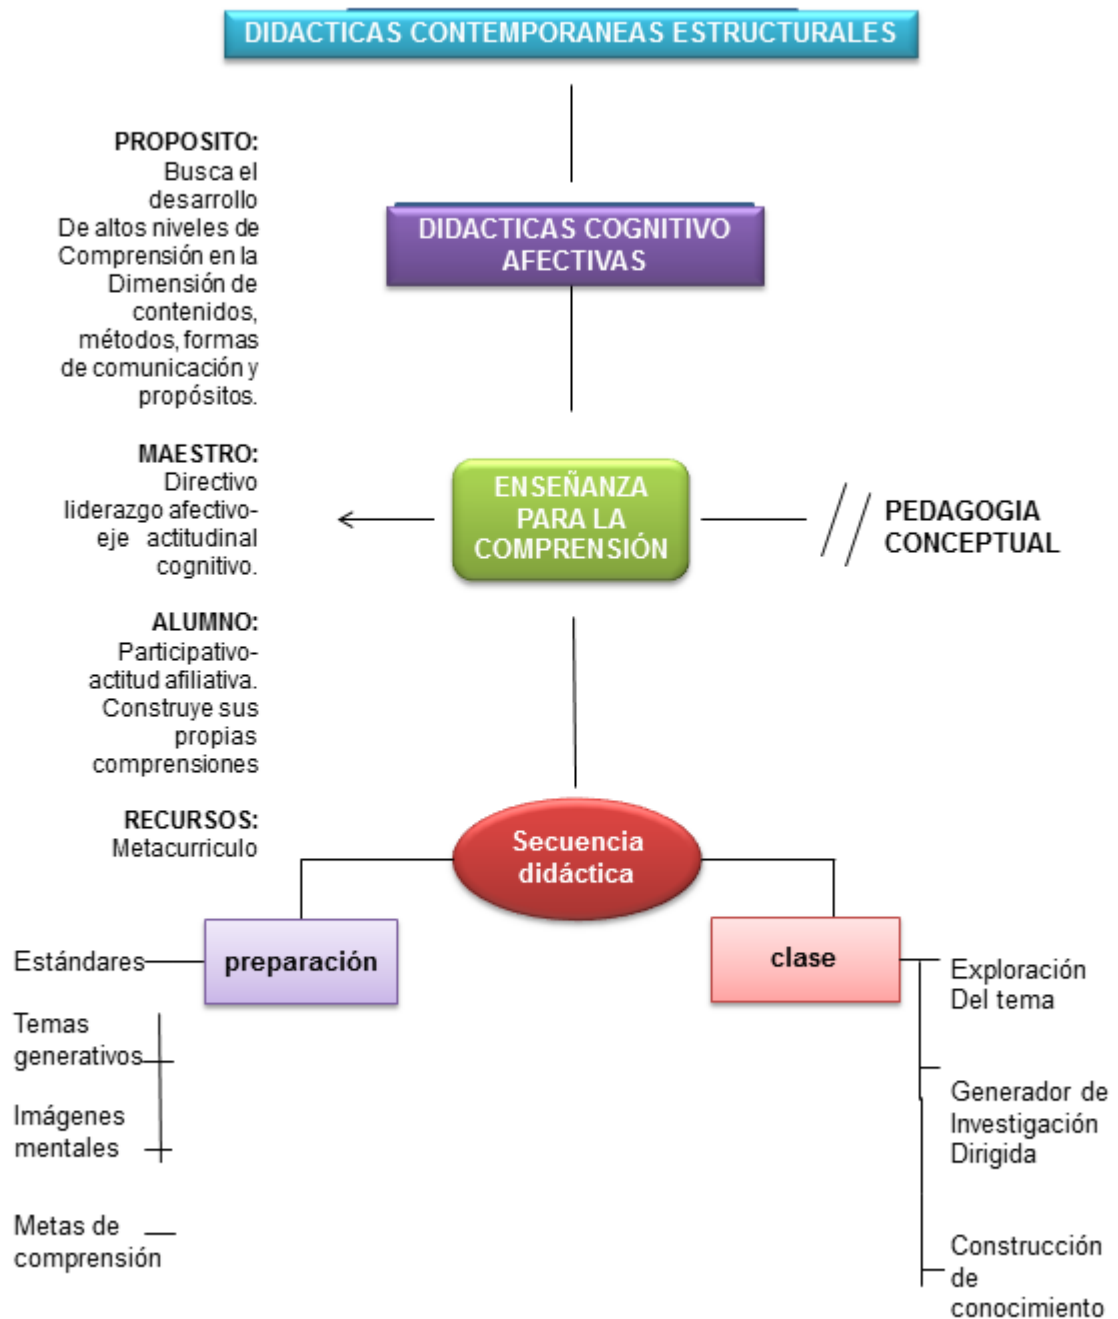 DIDACTICAS CONTEMPORANEAS ESTRUCTURALES
PROPOSITO:
Busca el
desarrollo
De altos niveles de
Comprensión en la
Dimensión de
contenidos,
métodos, formas
de comunicación y
propósitos.
DIDACTICAS COGNITIVO
AFECTIVAS
MAESTRO:
Directivo
liderazgo afectivo-
eje actitudinal
cognitivo.
ENSEÑANZA
PARA LA
COMPRENSIÓN
PEDAGOGIA
CONCEPTUAL
ALUMNO:
Participativo-
actitud afiliativa.
Construye sus
propias
comprensiones
RECURSOS:
Metacurriculo
Secuencia
didáctica
preparación
Estándares
Temas
generativos
Imágenes
mentales
Metas de
comprensión
clase
Exploración
Del tema
Generador de
Investigación
Dirigida
Construcción
de
conocimiento